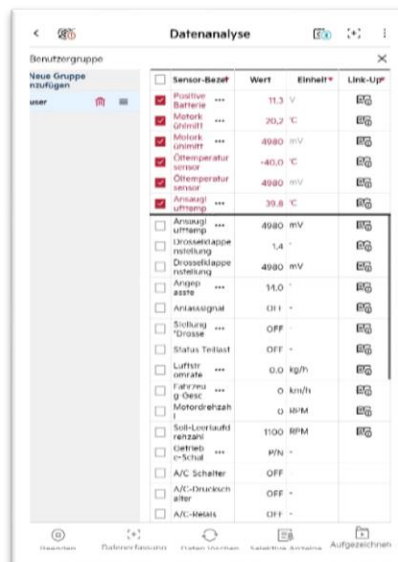 Datenanalyse
Benutzergruppe
Neue Gruppe
nzufügen
user
Sensor-Bezei Wert Einheit Link-Up
Positive
Batterie ... 11,3 V
Motork
ühlmitt ... 20,2 °C
Motork
ühlmitt ... 4980 mV
Öltemperatur
sensor -40,0 °C
Öltemperatur
sensor 4980 mV
Ansaugl
ufttemp ... 39,8 °C
Ansaugl
ufttemp ... 4980 mV
Drosselklappe
nstellung 1,4 °
Drosselklappe
nstellung 4980 mV
Angep
asste ... 14,0 °
Anlasssignal OFF -
Stellung
"Drosse ... OFF -
Status Teillast OFF -
Luftstr
omrate ... 0,0 kg/h
Fahrzeu
g-Gesc ... 0 km/h
Motordrehzah
l 0 RPM
Soll-Leerlaufd
rehzahl 1100 RPM
Getrieb
e-Schal ... P/N -
A/C Schalter OFF -
A/C-Drucksch
alter OFF -
A/C-Relais OFF -
Beenden Datenerfassung Daten löschen Selektive Anzeige Aufgezeichnet